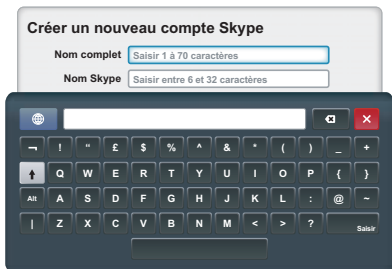 Créer un nouveau compte Skype
Nom complet Saisir 1 à 70 caractères
Nom Skype Saisir entre 6 et 32 caractères
¬ ! “ £ $ % ^ & * ( ) _ +
Q W E R T Y U I O P { }
Alt A S D F G H J K L : @ ~
| Z X C V B N M < > ? Saisir